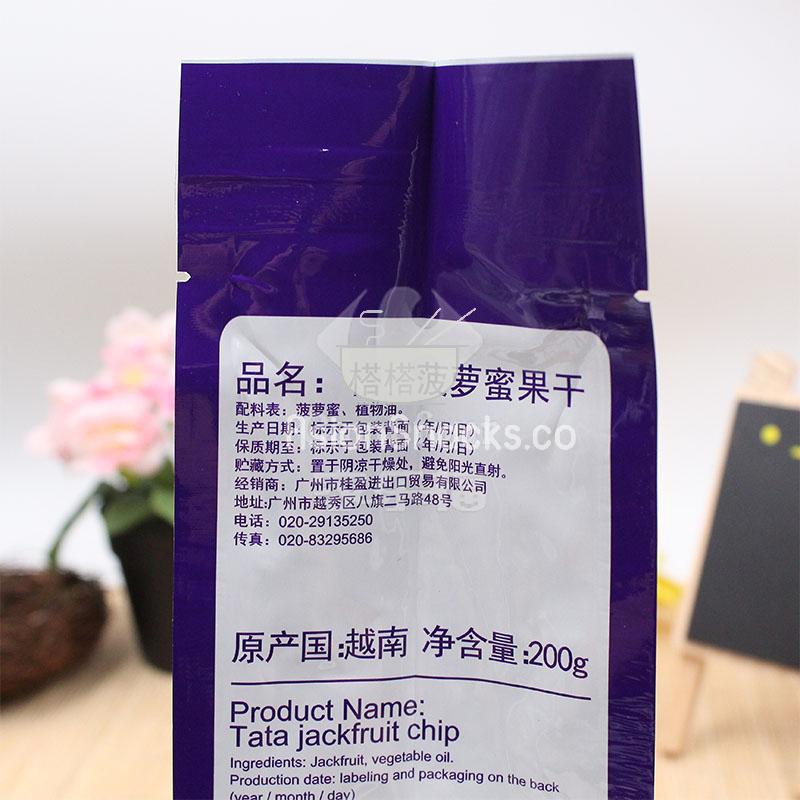 品名：榙榙菠萝蜜果干
配料表：菠萝蜜、植物油。
生产日期：标示于包装背面（年/月/日）
保质期至：标示于包装背面（年/月/日）
贮藏方式：置于阴凉干燥处，避免阳光直射。
经销商：广州市桂盈进出口贸易有限公司
地址:广州市越秀区八旗二马路48号
电话：020-29135250
传真：020-83295686
原产国:越南 净含量:200g
Product Name:
Tata jackfruit chip
Ingredients: Jackfruit, vegetable oil.
Production date: labeling and packaging on the back
(year / month / day)